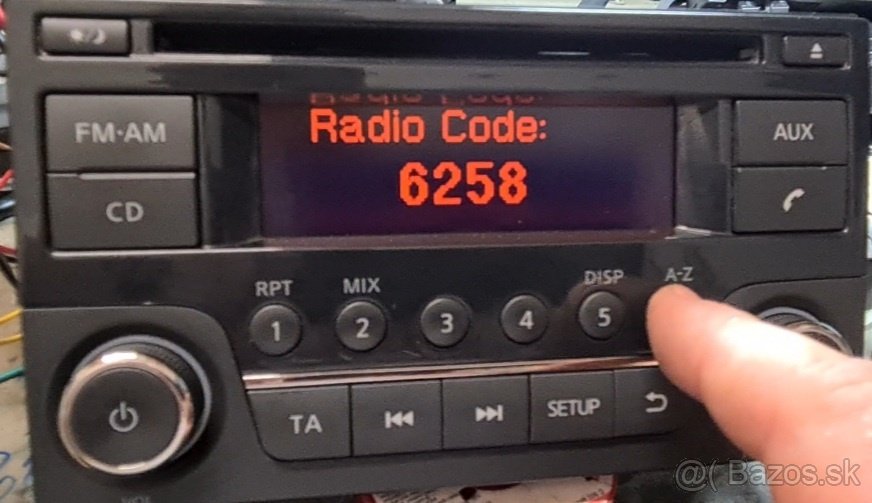 FM·AM
Radio Code:
6258
AUX
CD
RPT
MIX
DISP
A-Z
1
2
3
4
5
TA
SETUP
VOL
Bazos.sk